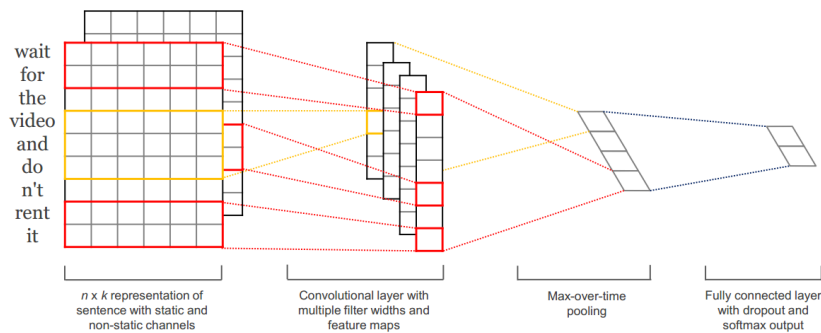 wait
for
the
video
and
do
n't
rent
it
n x k representation of
sentence with static and
non-static channels
Convolutional layer with
multiple filter widths and
feature maps
Max-over-time
pooling
Fully connected layer
with dropout and
softmax output